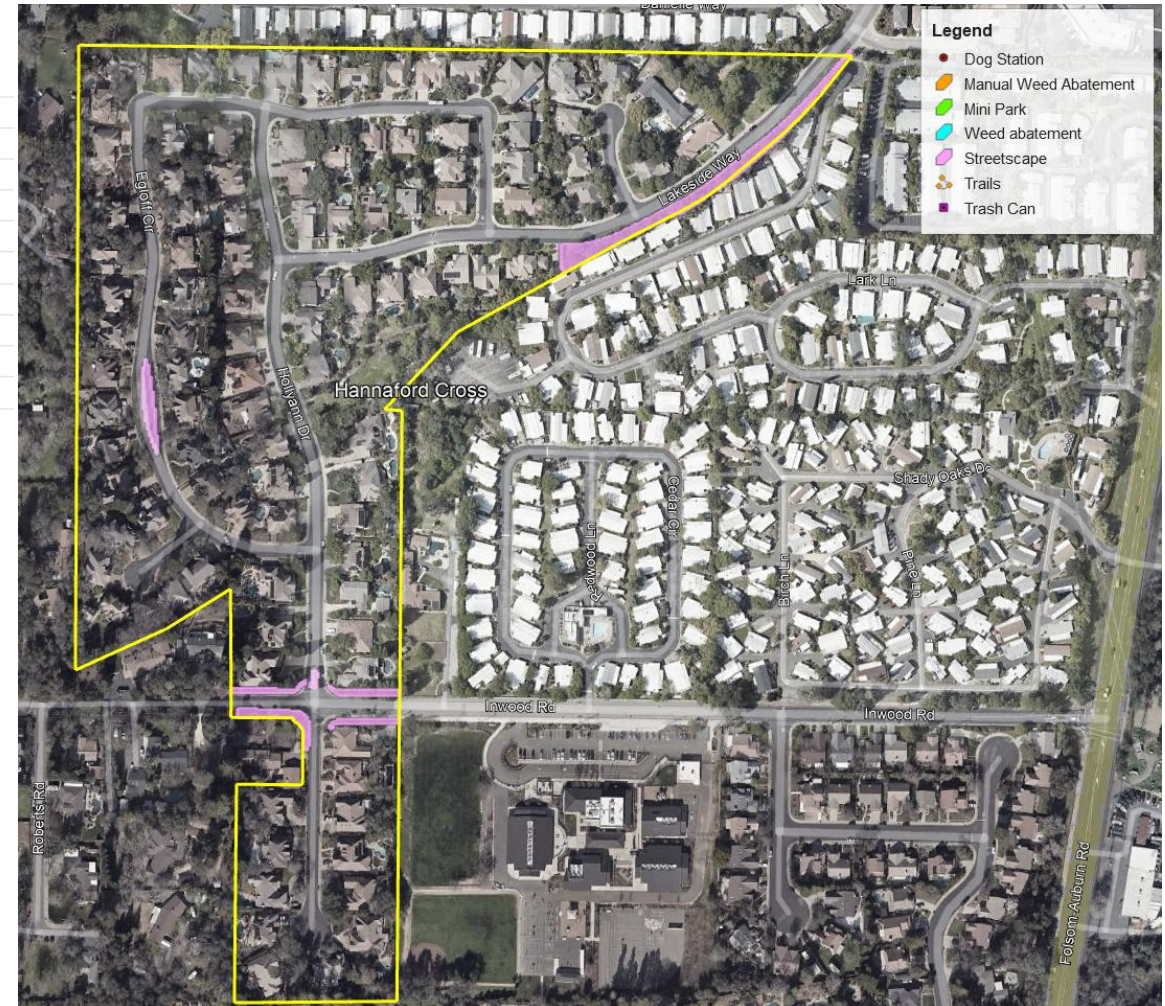 Danielle Way
Legend
Dog Station
Manual Weed Abatement
Mini Park
Weed abatement
Streetscape
Trails
Trash Can
Egloff Cir
Lakeside Way
Lark Ln
Hollyann Dr
Hannaford Cross
Shady Oaks Dr
Cedar Cir
Redwood Ln
Birch Ln
Pine Ln
Inwood Rd
Inwood Rd
Roberts Rd
Folsom-Auburn Rd